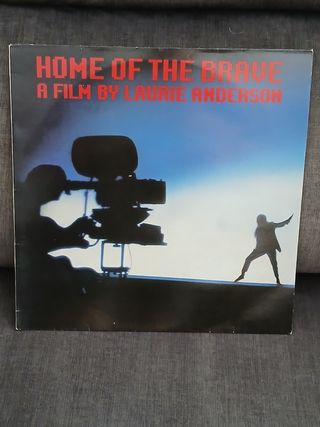 HOME OF THE BRAVE
A FILM BY LAURIE ANDERSON